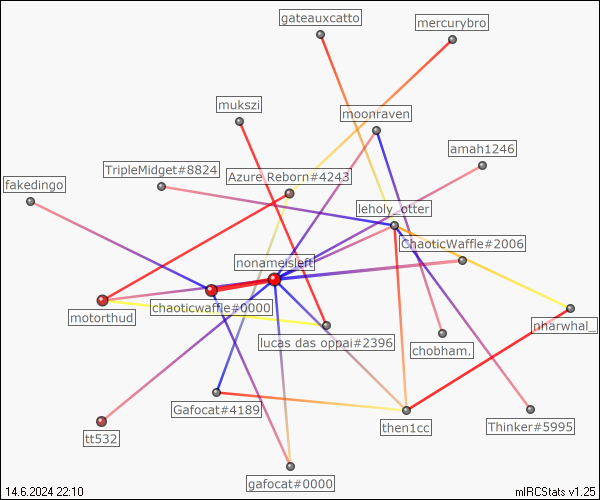 gateauxcatto
mercurybro
mukszi
moonraven
amah1246
TripleMidget#8824
Azure_Reborn#4243
fakedingo
leholy_otter
ChaoticWaffle#2006
nonameisleft
chaoticwaffle#0000
motorthud
nharwhal_
lucas das oppai#2396
chobham.
Gafocat#4189
then1cc
Thinker#5995
tt532
gafocat#0000
14.6.2024 22:10
mIRCStats v1.25